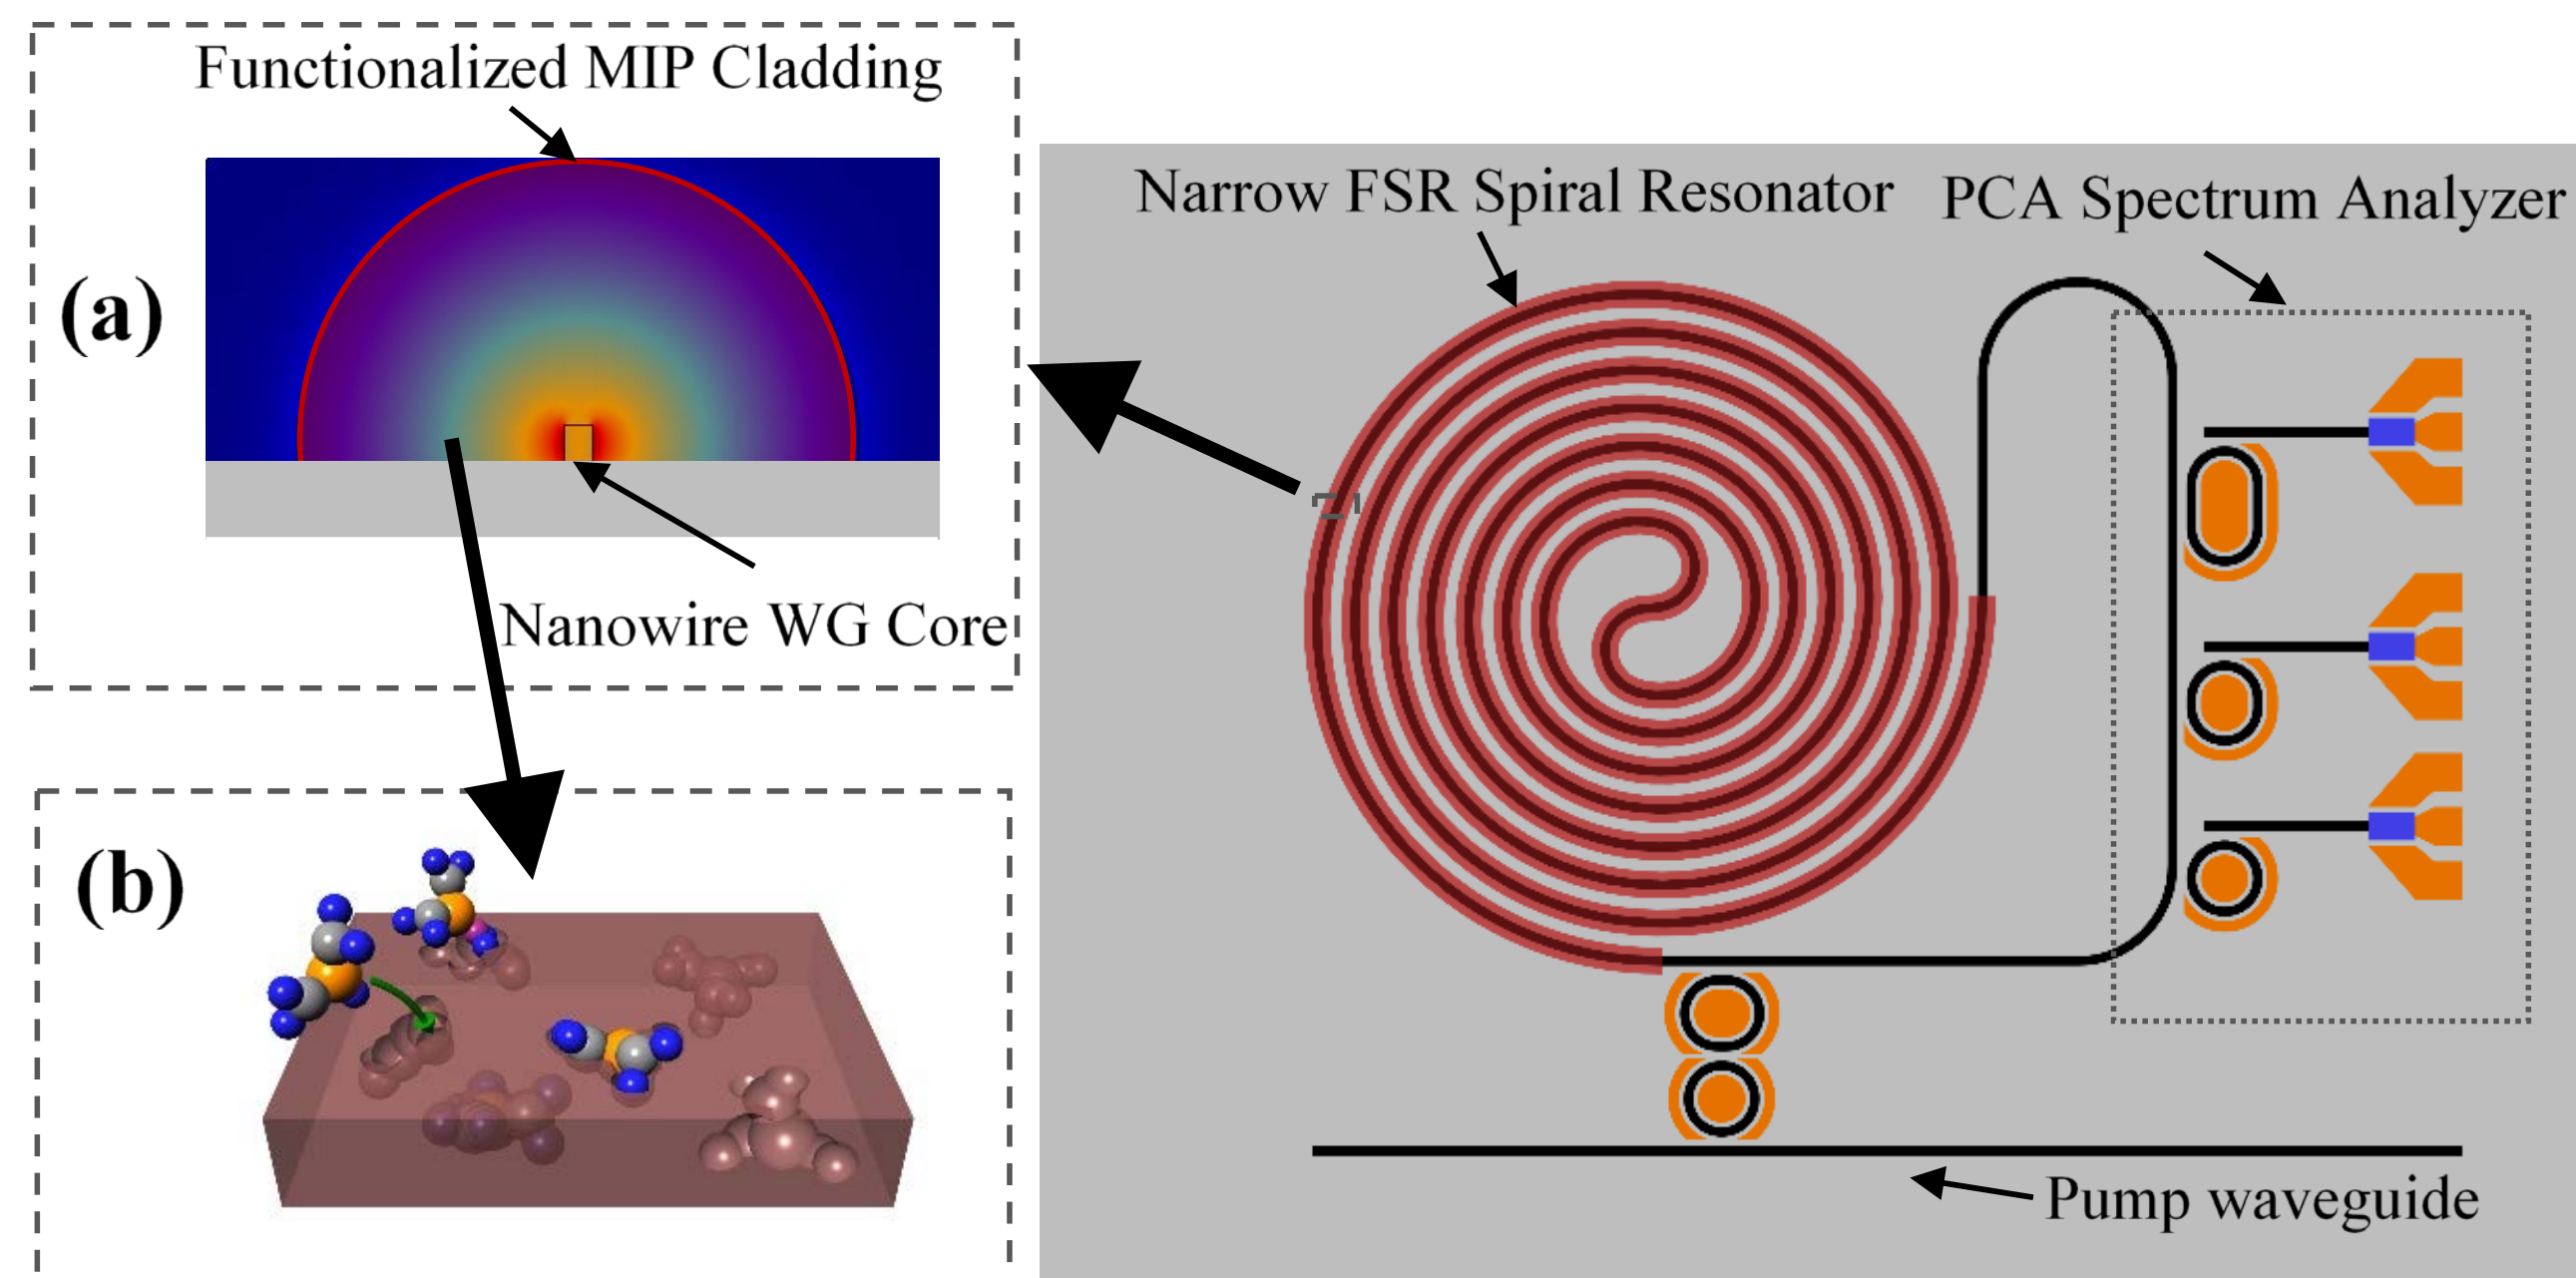 Functionalized MIP Cladding
(a)
Nanowire WG Core
(b)
Narrow FSR Spiral Resonator
PCA Spectrum Analyzer
Pump waveguide